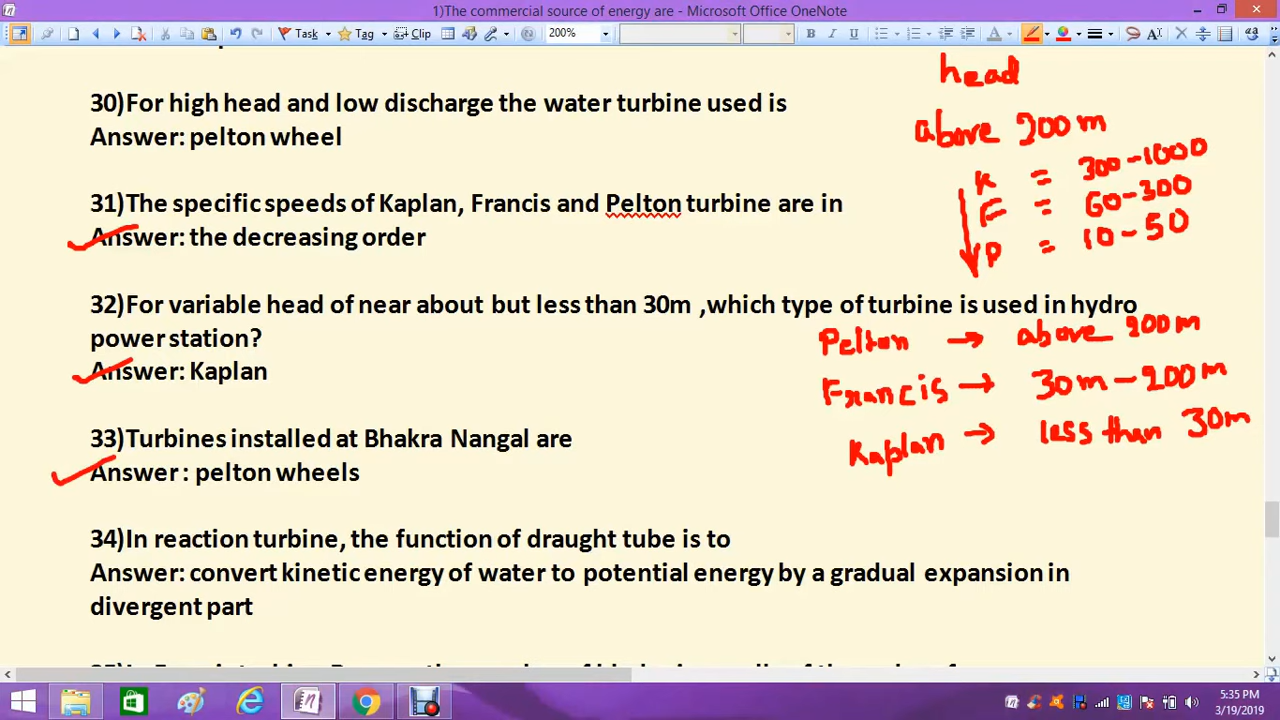 1)The commercial source of energy are - Microsoft Office OneNote
Task Tag Clip 200% B I U
head
30)For high head and low discharge the water turbine used is
Answer: pelton wheel
above 200m
K = 300-1000
F = 60-300
P = 10-50
31)The specific speeds of Kaplan, Francis and Pelton turbine are in
Answer: the decreasing order
32)For variable head of near about but less than 30m ,which type of turbine is used in hydro
power station?
Answer: Kaplan
Pelton → above 200m
Francis → 30m-200m
Kaplan → less than 30m
33)Turbines installed at Bhakra Nangal are
Answer : pelton wheels
34)In reaction turbine, the function of draught tube is to
Answer: convert kinetic energy of water to potential energy by a gradual expansion in
divergent part
5:35 PM
3/19/2019